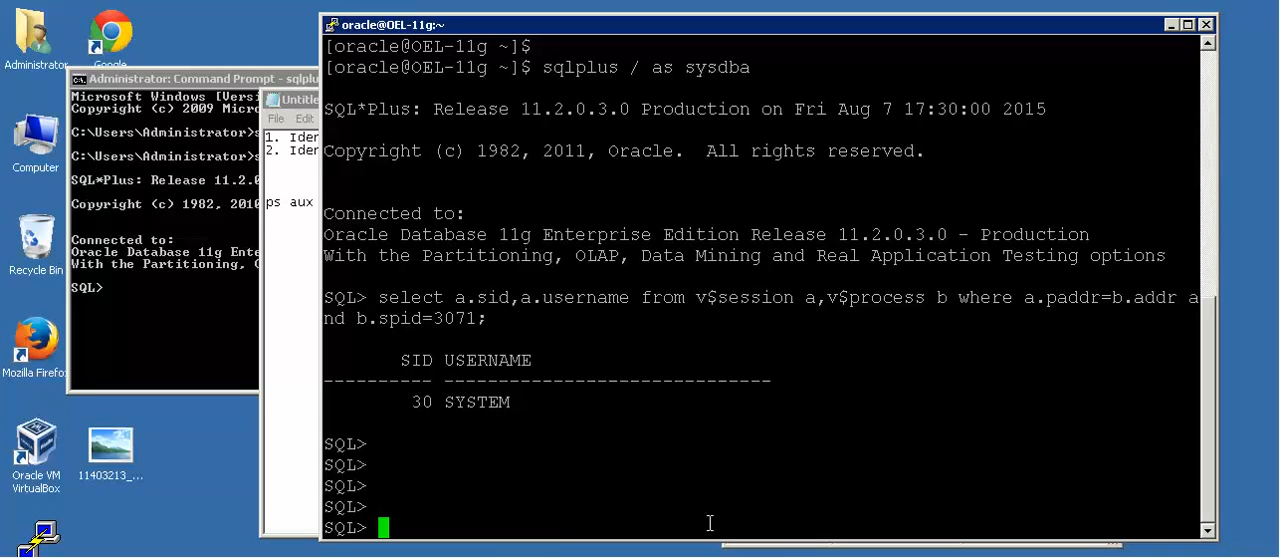 Administrator
Google
Computer
Recycle Bin
Mozilla Firefox
Oracle VM
VirtualBox
11403213_...
Administrator: Command Prompt - sqlplu
Microsoft Windows [Versi
Copyright (c) 2009 Micro
C:\Users\Administrator>s
C:\Users\Administrator>s
SQL*Plus: Release 11.2.0
Copyright (c) 1982, 2010
Connected to:
Oracle Database 11g Ente
With the Partitioning, O
SQL>
Untitle
File Edit
1. Iden
2. Iden
ps aux
oracle@OEL-11g:~
[oracle@OEL-11g ~]$
[oracle@OEL-11g ~]$ sqlplus / as sysdba
SQL*Plus: Release 11.2.0.3.0 Production on Fri Aug 7 17:30:00 2015
Copyright (c) 1982, 2011, Oracle.  All rights reserved.
Connected to:
Oracle Database 11g Enterprise Edition Release 11.2.0.3.0 - Production
With the Partitioning, OLAP, Data Mining and Real Application Testing options
SQL> select a.sid,a.username from v$session a,v$process b where a.paddr=b.addr a
nd b.spid=3071;
SID USERNAME
---------- ------------------------------
30 SYSTEM
SQL>
SQL>
SQL>
SQL>
SQL>